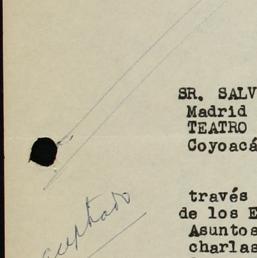 SR. SALV
Madrid
TEATRO
Coyoacá
aceptado
través
de los E
Asuntos
charlas